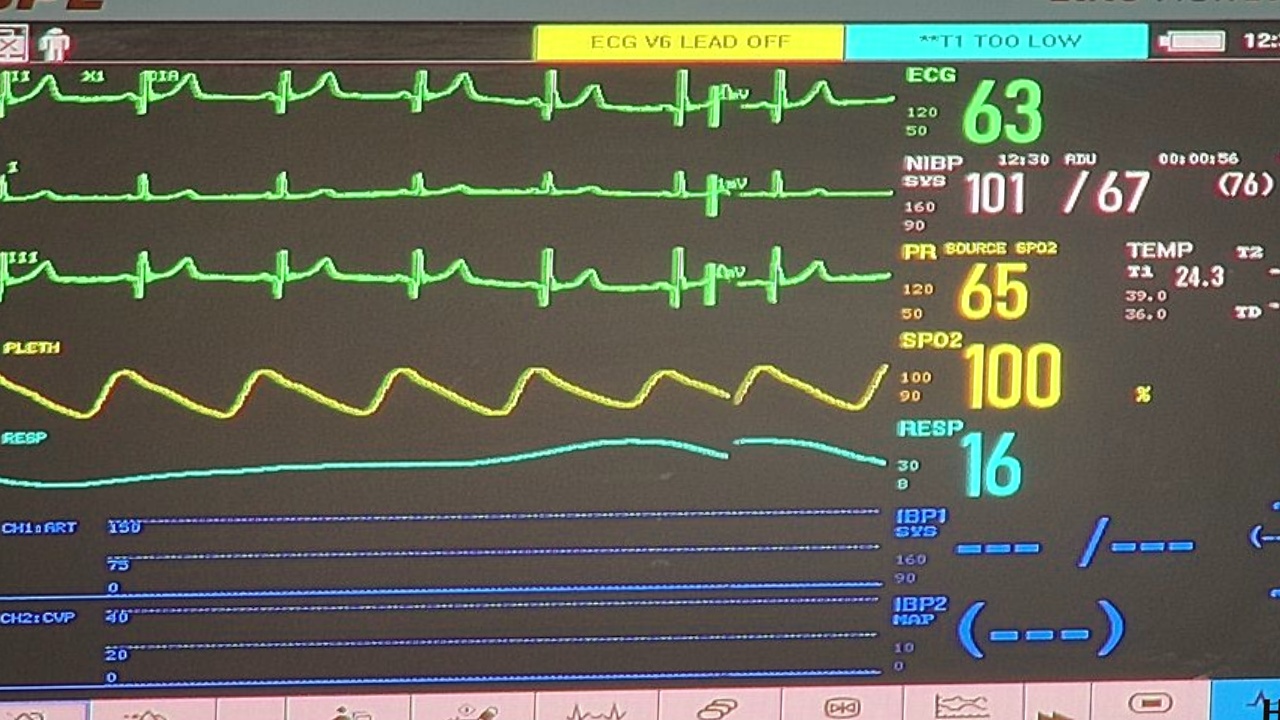 ECG V6 LEAD OFF
**T1 TOO LOW
II X1 DIA
ECG
120
50
63
I
1mV
NIBP 12:30 ADU 00:00:56
SYS
160
90
101 /67 (76)
III
PR SOURCE SPO2
120
50
65
TEMP T2
T1 24.3
39.0
36.0
TD
PLETH
SPO2
100
90
100 %
RESP
RESP
30
8
16
CH1:ART
150
75
0
IBP1
SYS
160
90
--- /---
CH2:CVP
40
20
0
IBP2
MAP
10
0
(---)